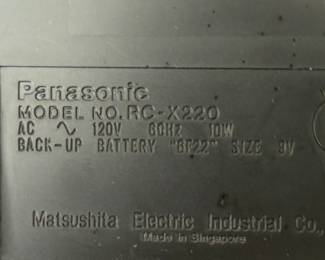 Panasonic
MODEL NO. RC-X220
AC ∿ 120V 60Hz 10W
BACK-UP BATTERY "6F22" SIZE 9V
Matsushita Electric Industrial Co.,
Made in Singapore